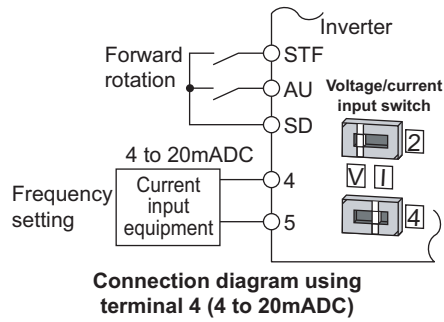 Inverter
Forward
rotation
STF
AU
SD
Voltage/current
input switch
2
V I
4
4 to 20mADC
Frequency
setting
Current
input
equipment
4
5
Connection diagram using
terminal 4 (4 to 20mADC)